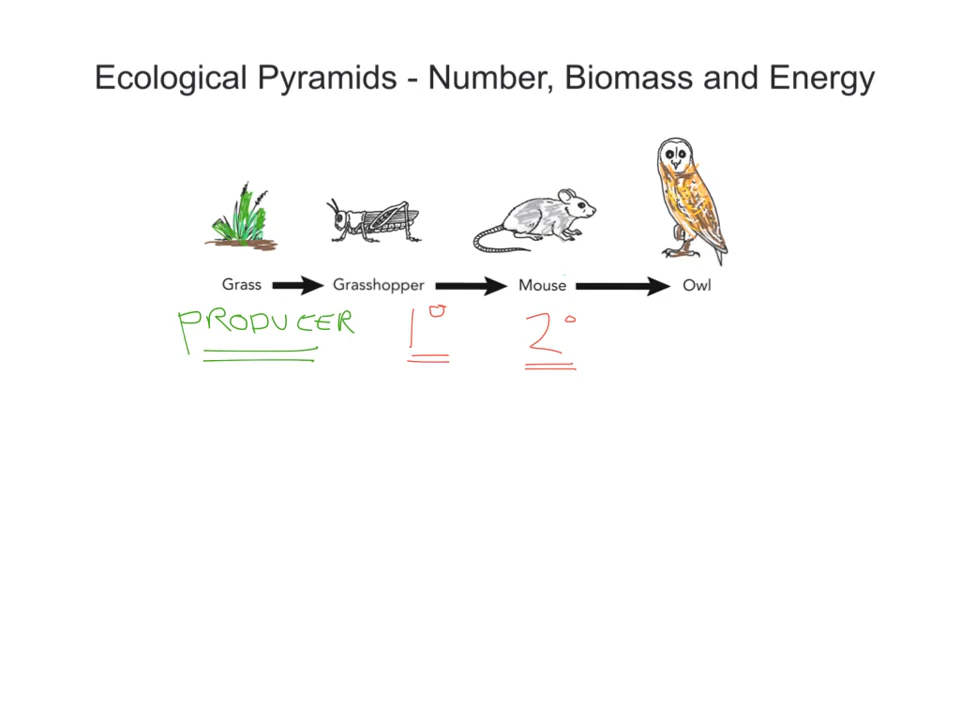 Ecological Pyramids - Number, Biomass and Energy
Grass Grasshopper Mouse Owl
PRODUCER 1° 2°